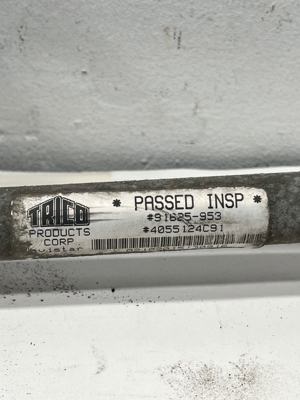 TRICO
* PASSED INSP *
PRODUCTS
#91625-953
CORP
#4055124C91